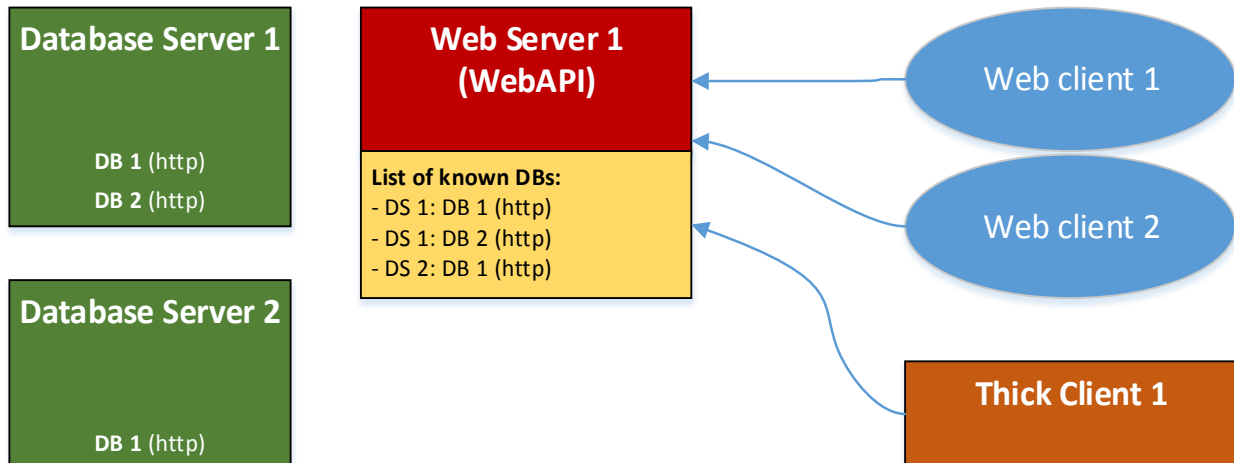 Database Server 1
DB 1 (http)
DB 2 (http)
Database Server 2
DB 1 (http)
Web Server 1
(WebAPI)
List of known DBs:
- DS 1: DB 1 (http)
- DS 1: DB 2 (http)
- DS 2: DB 1 (http)
Web client 1
Web client 2
Thick Client 1